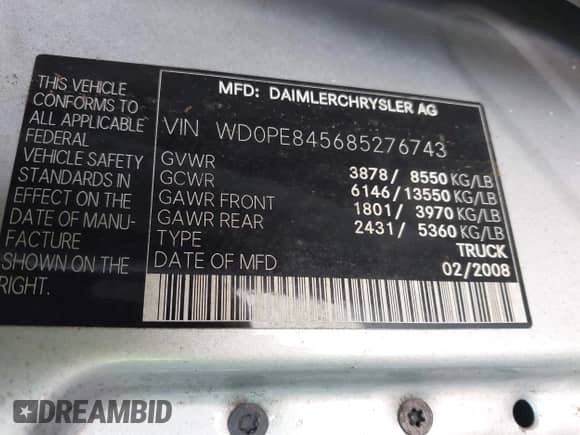 MFD: DAIMLERCHRYSLER AG
THIS VEHICLE
CONFORMS TO
ALL APPLICABLE
FEDERAL
VEHICLE SAFETY
STANDARDS IN
EFFECT ON THE
DATE OF MANU-
FACTURE
SHOWN ON THE
RIGHT.
VIN WD0PE845685276743
GVWR 3878/ 8550 KG/LB
GCWR 6146/13550 KG/LB
GAWR FRONT 1801/ 3970 KG/LB
GAWR REAR 2431/ 5360 KG/LB
TYPE TRUCK
DATE OF MFD 02/2008
DREAMBID